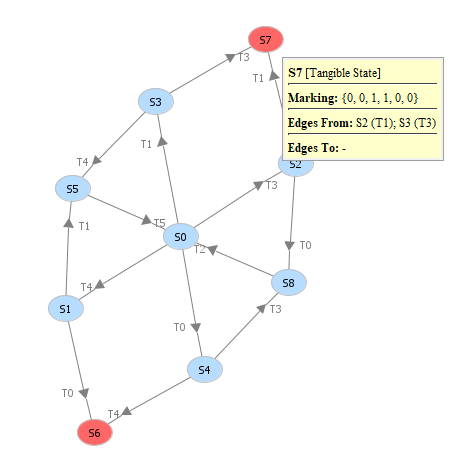 S7
T3
S7 [Tangible State]
T1
Marking: {0, 0, 1, 1, 0, 0}
S3
Edges From: S2 (T1); S3 (T3)
T1
Edges To: -
T4
S2
S5
T3
T5
T1
S0
T2
T0
S8
T4
S1
T3
T0
S4
T0
T4
S6